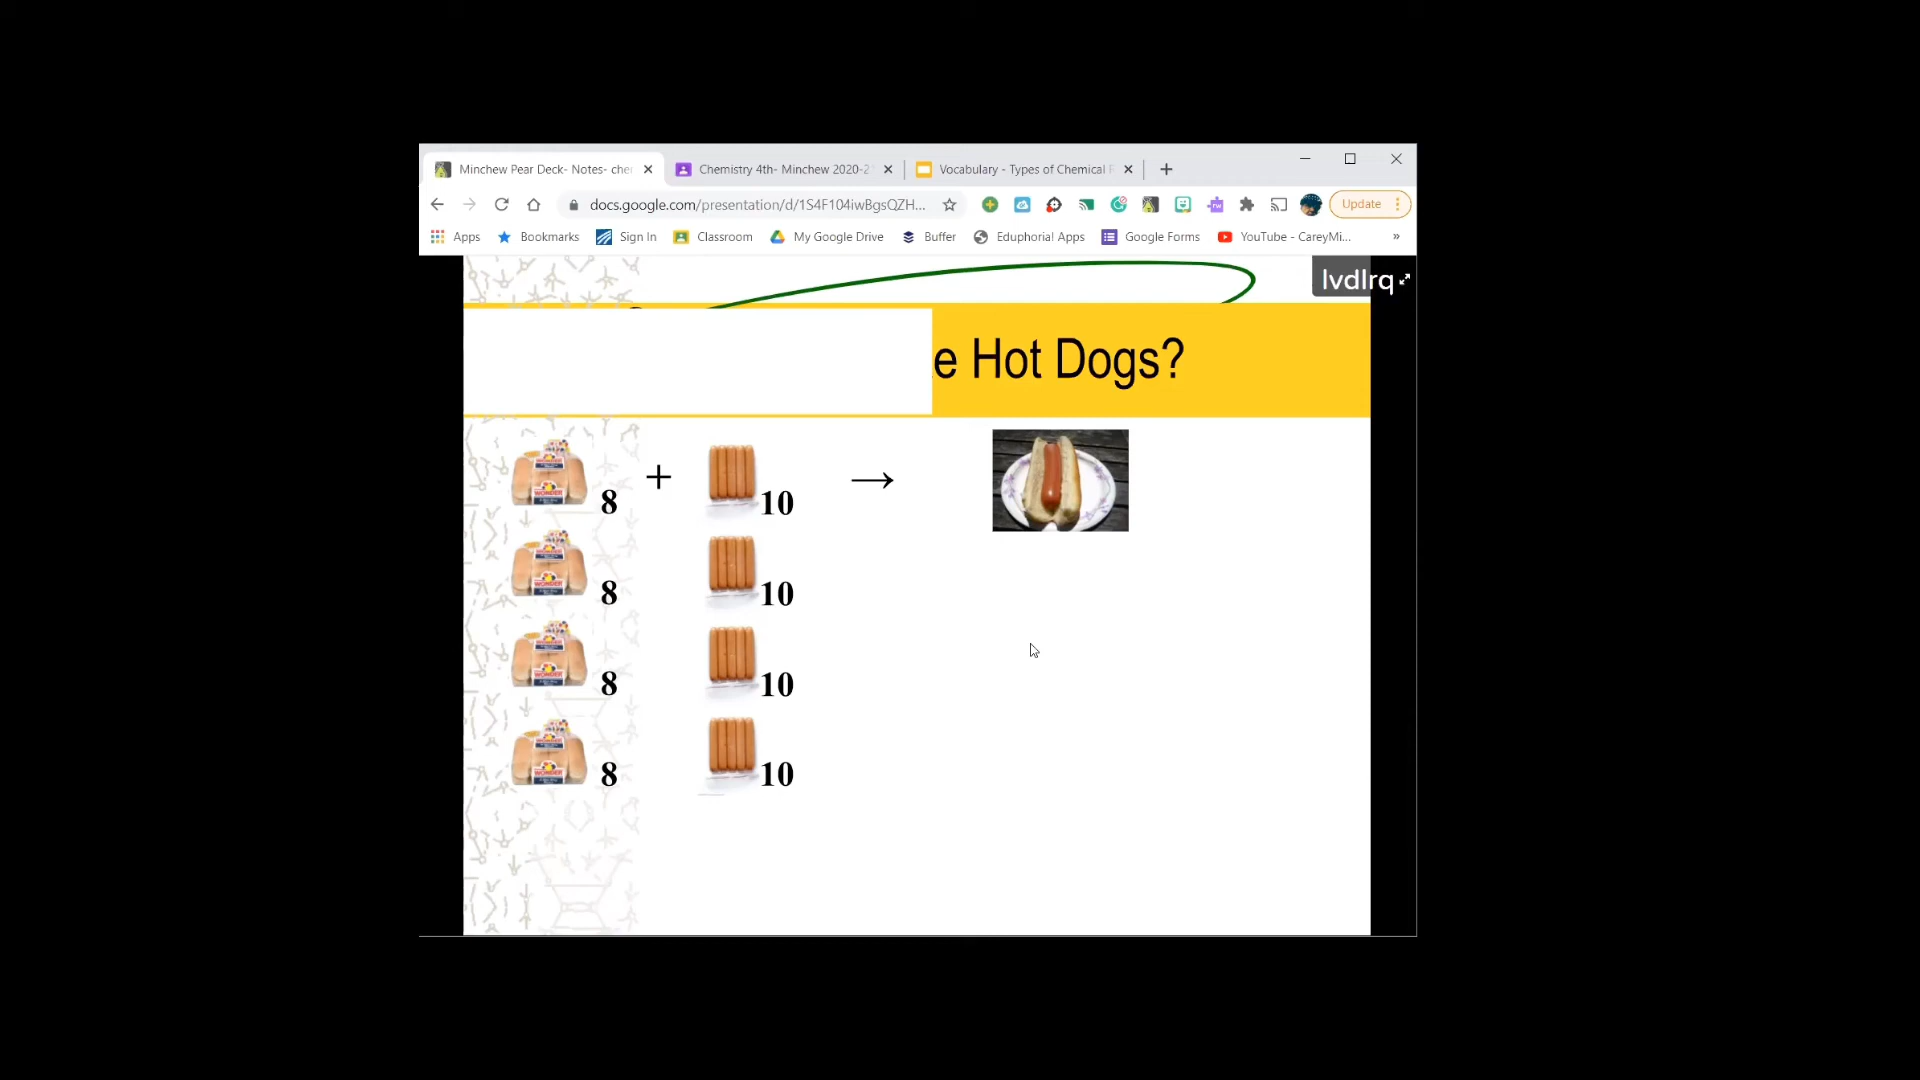 Minchew Pear Deck- Notes- che
Chemistry 4th- Minchew 2020-2
Vocabulary - Types of Chemical R
docs.google.com/presentation/d/1S4F104iwBgsQZH...
Update
Apps
Bookmarks
Sign In
Classroom
My Google Drive
Buffer
Eduphoria! Apps
Google Forms
YouTube - CareyMi...
»
lvdlrq
e Hot Dogs?
8 + 10 →
8 10
8 10
8 10